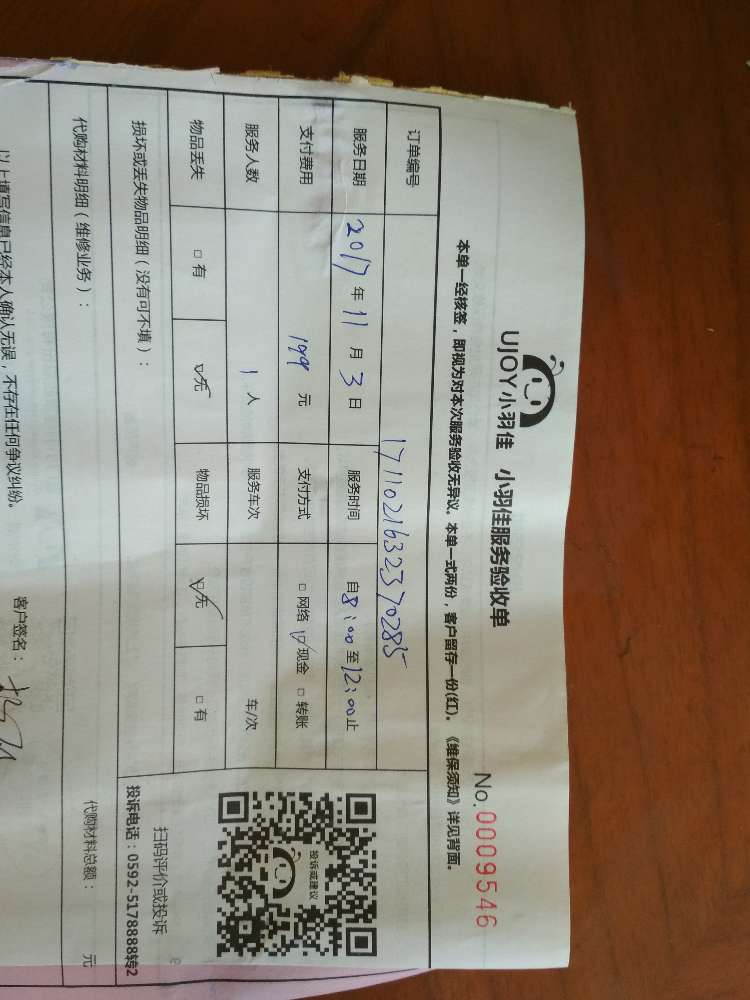 UJOY小羽佳 小羽佳服务验收单
No.0009546
本单一经核签，即视为对本次服务验收无异议。本单一式两份，客户留存一份(红)。《维保须知》详见背面。
订单编号 17110216323370285
服务日期 2017年11月3日 服务时间 自8:00至12:00止
支付费用 199元 支付方式 □网络 ☑现金 □转账
服务人数 1人 服务车次 车/次
物品丢失 □有 ☑无 物品损坏 ☑无 □有
投诉或建议
扫码评价或投诉
投诉电话：0592-5178888转2
损坏或丢失物品明细（没有可不填）：
代购材料明细（维修业务）： 代购材料总额： 元
以上填写信息已经本人确认无误，不存在任何争议纠纷。
客户签名：